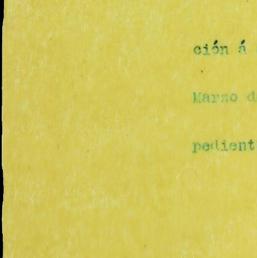 ción á
Marzo d
pedient